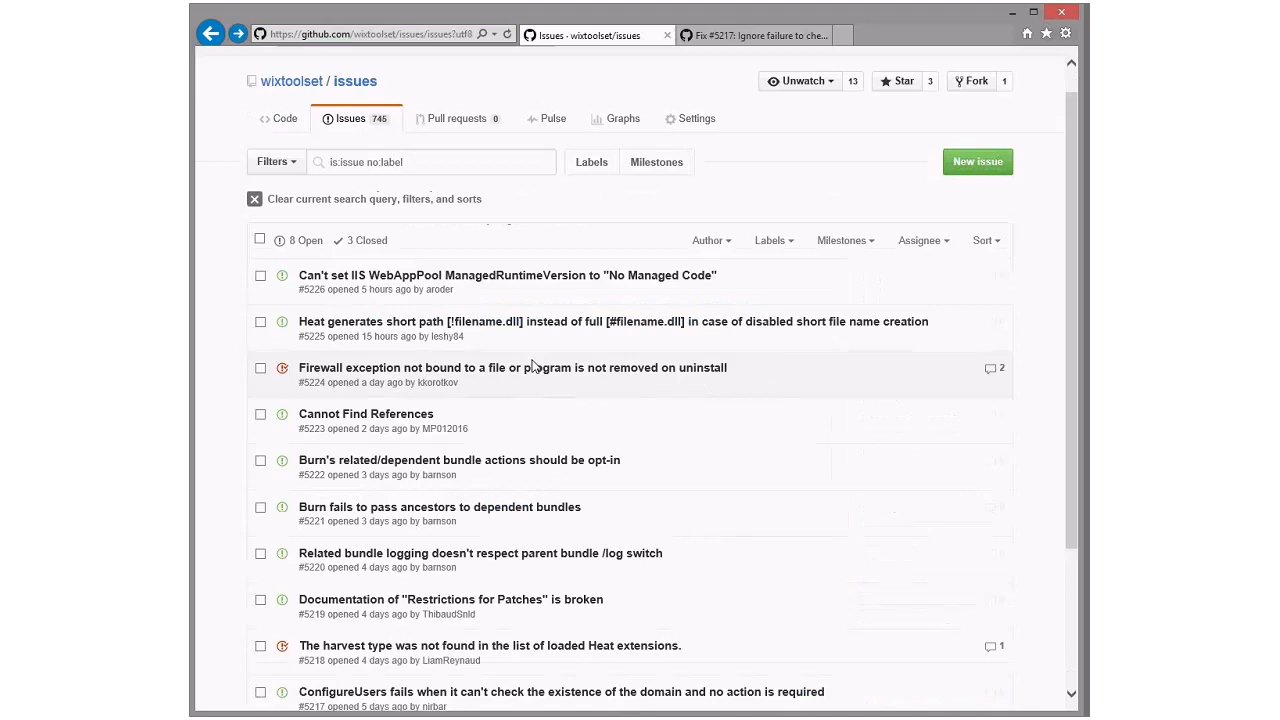 https://github.com/wixtoolset/issues/issues?utf8
Issues - wixtoolset/issues
Fix #5217: Ignore failure to che...
wixtoolset / issues
Unwatch 13
Star 3
Fork 1
Code
Issues 745
Pull requests 0
Pulse
Graphs
Settings
Filters
is:issue no:label
Labels
Milestones
New issue
Clear current search query, filters, and sorts
8 Open
3 Closed
Author
Labels
Milestones
Assignee
Sort
Can't set IIS WebAppPool ManagedRuntimeVersion to "No Managed Code"
#5226 opened 5 hours ago by aroder
Heat generates short path [!filename.dll] instead of full [#filename.dll] in case of disabled short file name creation
#5225 opened 15 hours ago by leshy84
Firewall exception not bound to a file or program is not removed on uninstall
2
#5224 opened a day ago by kkorotkov
Cannot Find References
#5223 opened 2 days ago by MP012016
Burn's related/dependent bundle actions should be opt-in
#5222 opened 3 days ago by barnson
Burn fails to pass ancestors to dependent bundles
#5221 opened 3 days ago by barnson
Related bundle logging doesn't respect parent bundle /log switch
#5220 opened 4 days ago by barnson
Documentation of "Restrictions for Patches" is broken
#5219 opened 4 days ago by ThibaudSnld
The harvest type was not found in the list of loaded Heat extensions.
1
#5218 opened 4 days ago by LiamReynaud
ConfigureUsers fails when it can't check the existence of the domain and no action is required
#5217 opened 5 days ago by nirbar